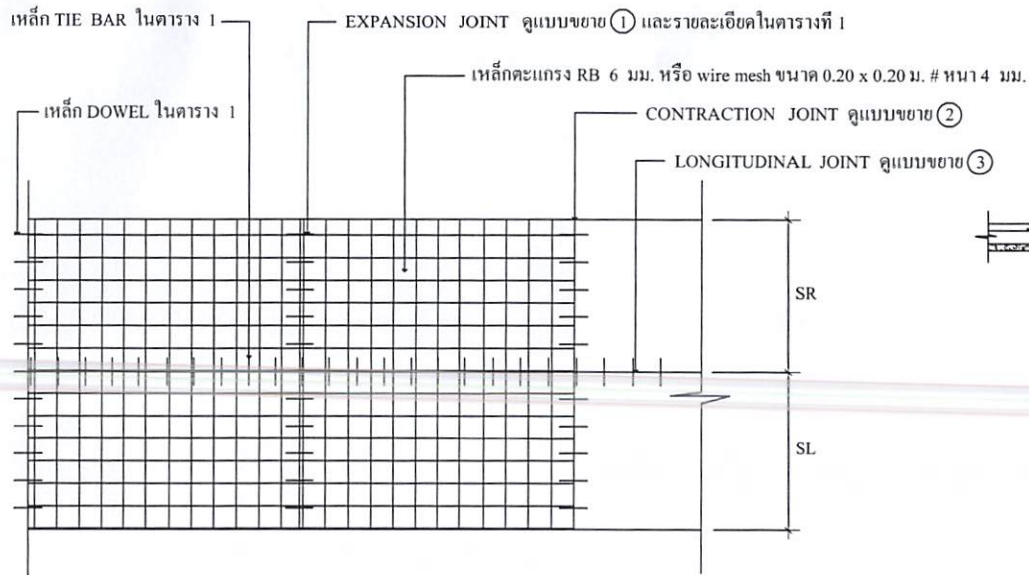 เหล็ก TIE BAR ในตาราง 1
EXPANSION JOINT ดูแบบขยาย 1 และรายละเอียดในตารางที่ 1
เหล็กตะแกรง RB 6 มม. หรือ wire mesh ขนาด 0.20 x 0.20 ม. # หนา 4 มม.
เหล็ก DOWEL ในตาราง 1
CONTRACTION JOINT ดูแบบขยาย 2
LONGITUDINAL JOINT ดูแบบขยาย 3
SR
SL